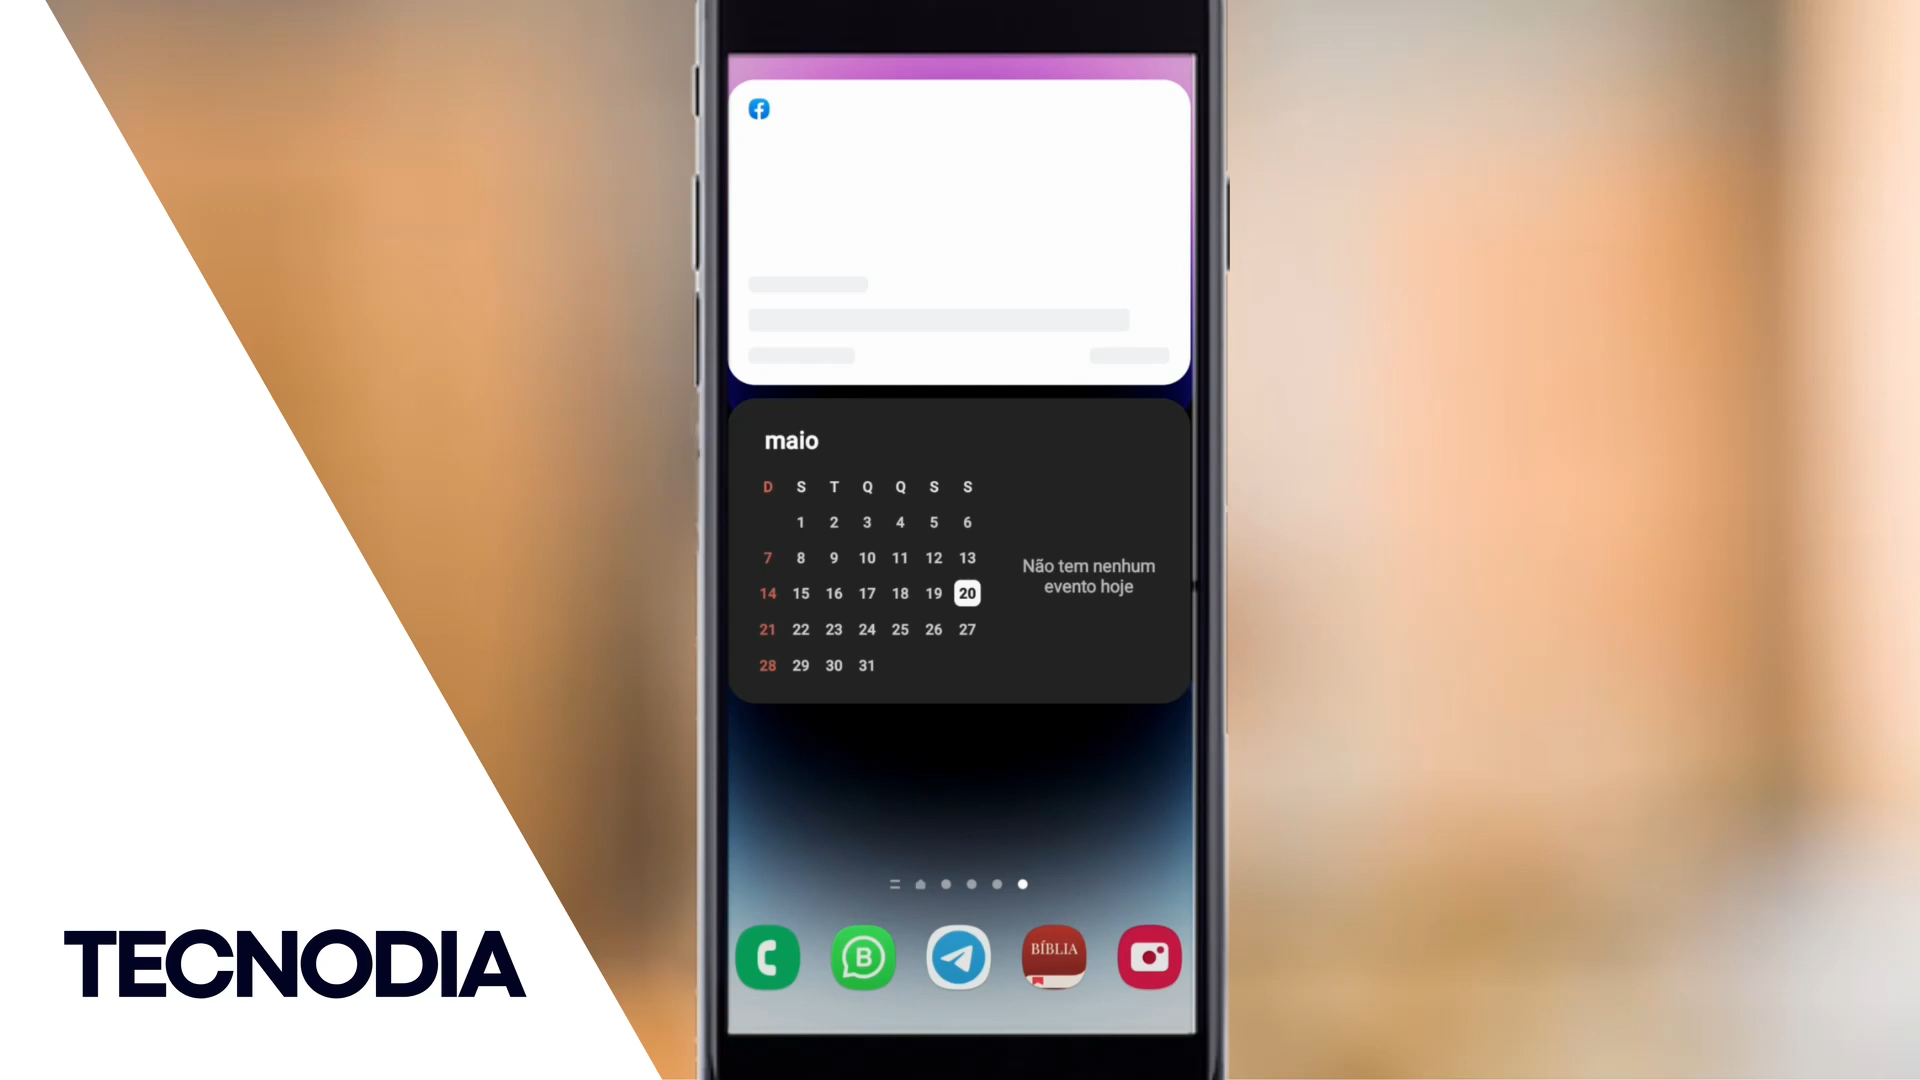 maio
D S T Q Q S S
1 2 3 4 5 6
7 8 9 10 11 12 13
14 15 16 17 18 19 20
21 22 23 24 25 26 27
28 29 30 31
Não tem nenhum
evento hoje
B
BÍBLIA
TECNODIA